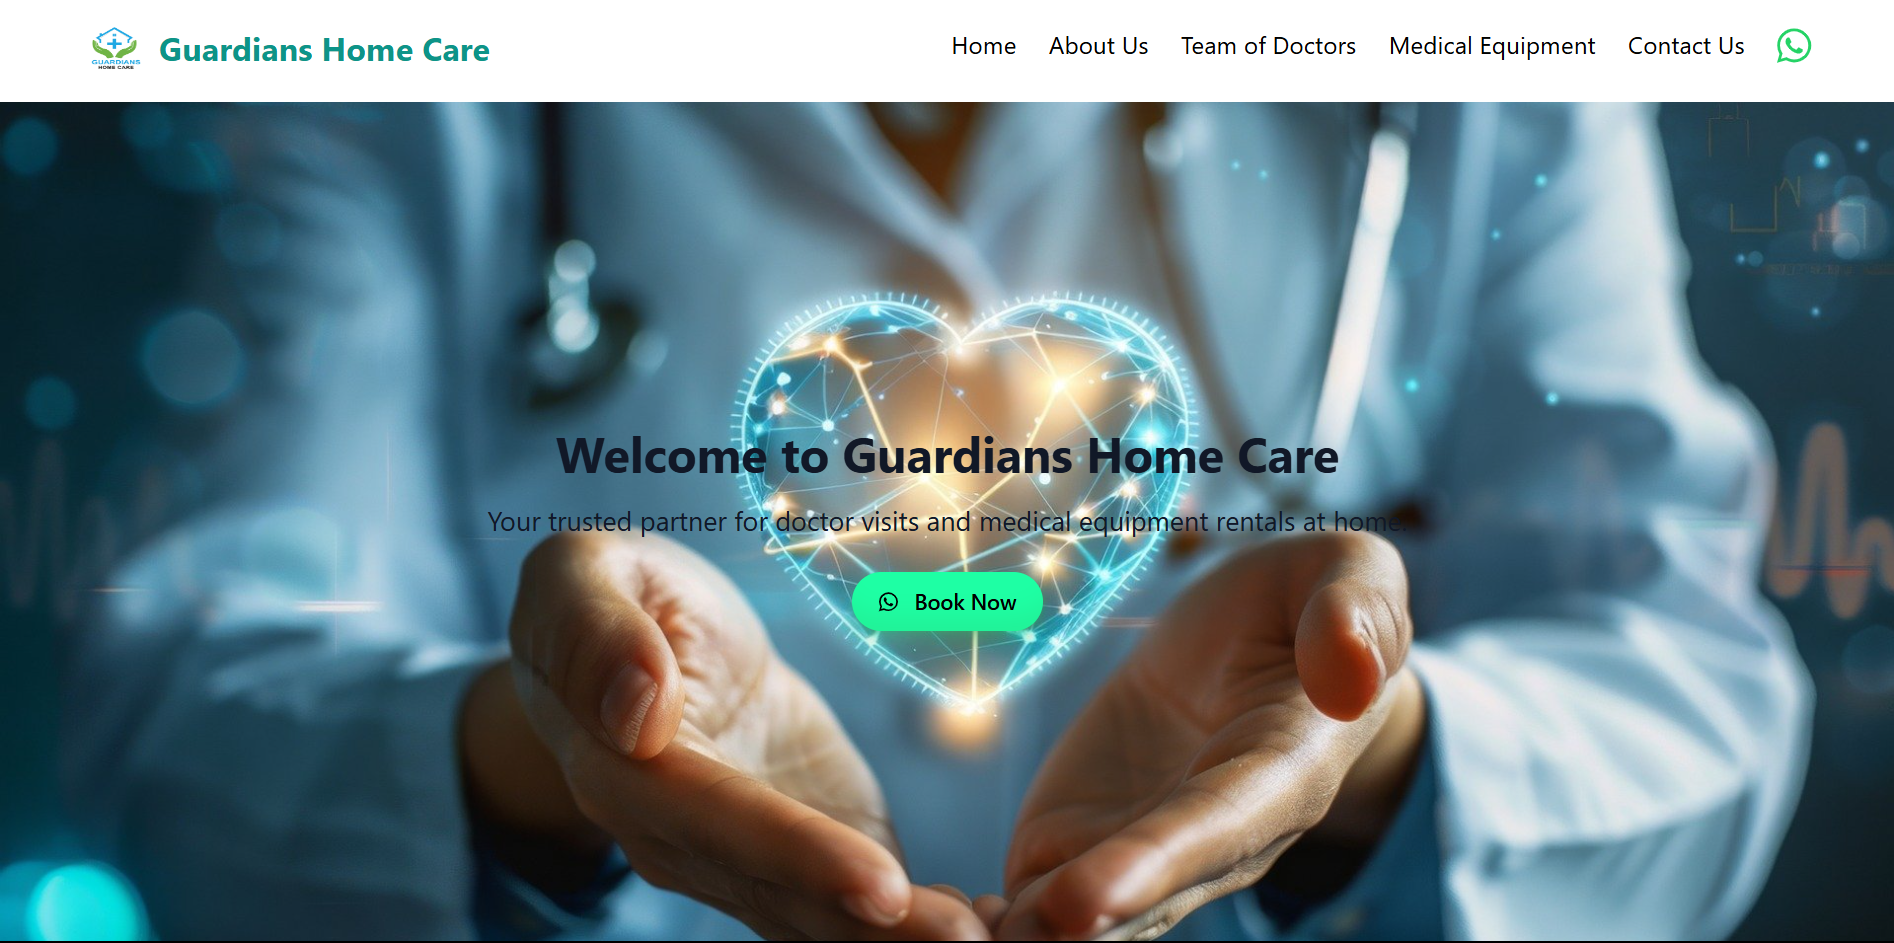 GUARDIANS
HOME CARE
Guardians Home Care
Home About Us Team of Doctors Medical Equipment Contact Us
Welcome to Guardians Home Care
Your trusted partner for doctor visits and medical equipment rentals at home.
Book Now